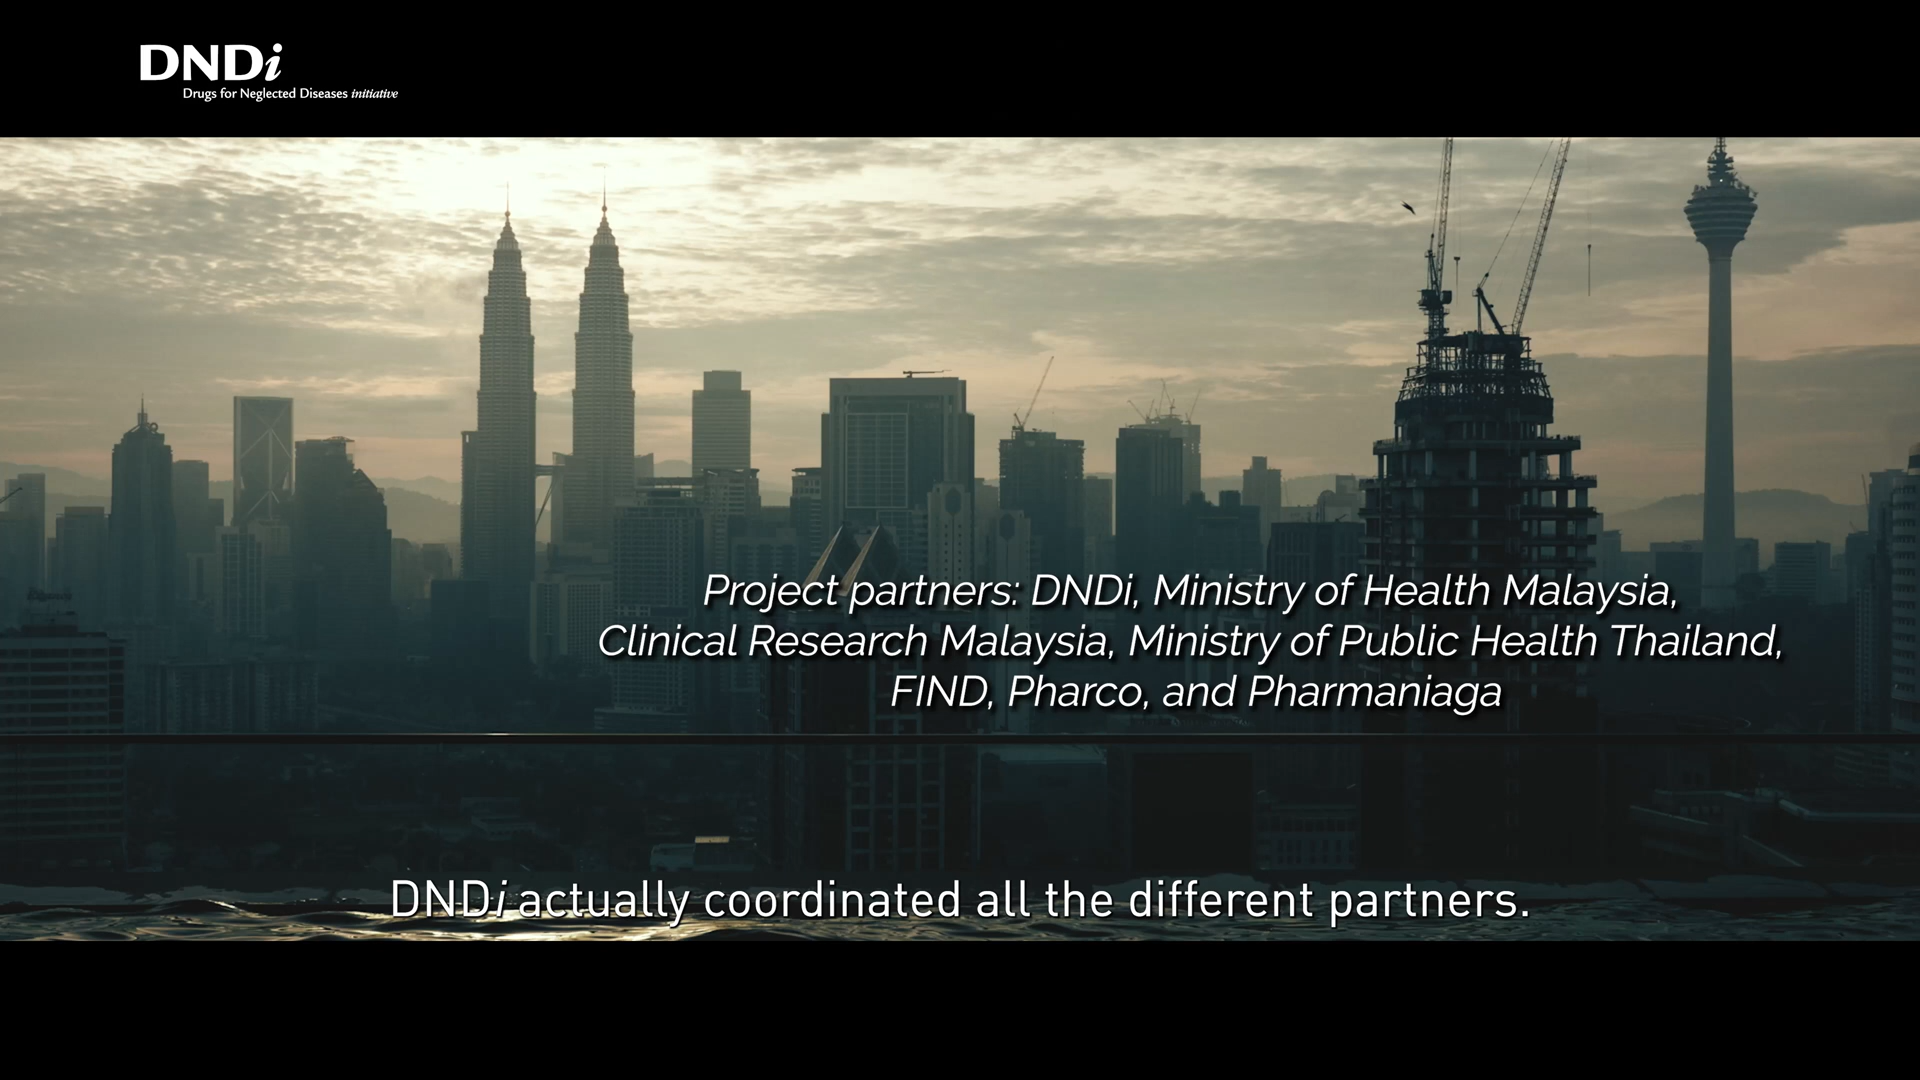 DNDi
Drugs for Neglected Diseases initiative
Project partners: DNDi, Ministry of Health Malaysia,
Clinical Research Malaysia, Ministry of Public Health Thailand,
FIND, Pharco, and Pharmaniaga
DNDi actually coordinated all the different partners.